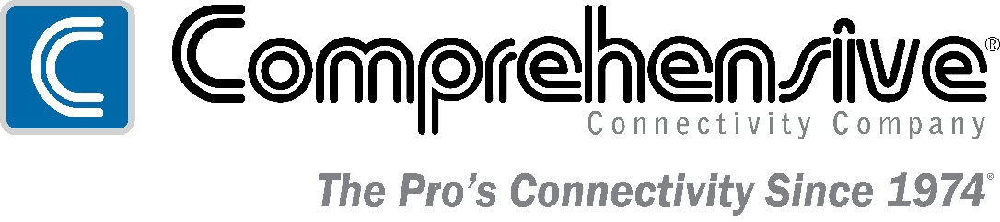 C Comprehensive®
Connectivity Company
The Pro's Connectivity Since 1974®